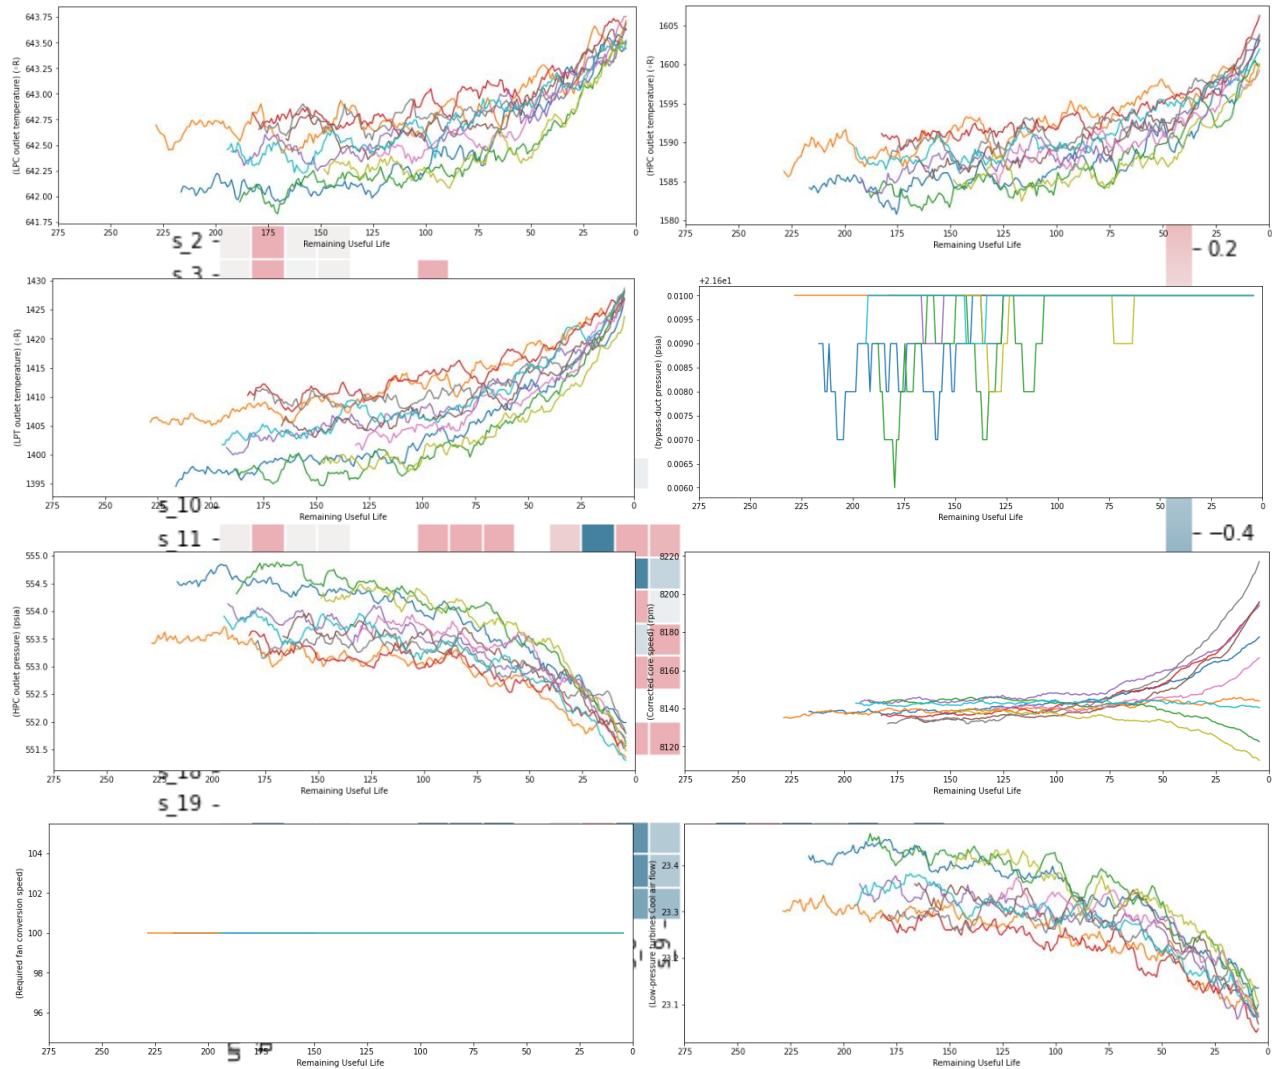 643.75
643.50
643.25
643.00
642.75
642.50
642.25
642.00
641.75
(LPC outlet temperature) (◦R)
275 250 225 200 175 150 125 100 75 50 25 0
Remaining Useful Life
1605
1600
1595
1590
1585
1580
(HPC outlet temperature) (◦R)
275 250 225 200 175 150 125 100 75 50 25 0
Remaining Useful Life
s_2
s_3
0.2
1430
1425
1420
1415
1410
1405
1400
1395
(LPT outlet temperature) (◦R)
275 250 225 200 175 150 125 100 75 50 25 0
Remaining Useful Life
+2.16e1
0.0100
0.0095
0.0090
0.0085
0.0080
0.0075
0.0070
0.0065
0.0060
(bypass-duct pressure) (psia)
275 250 225 200 175 150 125 100 75 50 25 0
Remaining Useful Life
s_10
s_11
−0.4
555.0
554.5
554.0
553.5
553.0
552.5
552.0
551.5
(HPC outlet pressure) (psia)
275 250 225 200 175 150 125 100 75 50 25 0
Remaining Useful Life
8220
8200
8180
8160
8140
8120
(Corrected core speed) (rpm)
275 250 225 200 175 150 125 100 75 50 25 0
Remaining Useful Life
s_18
s_19
104
102
100
98
96
(Required fan conversion speed)
275 250 225 200 175 150 125 100 75 50 25 0
Remaining Useful Life
23.4
23.3
23.2
23.1
(Low-pressure turbines Cool air flow)
275 250 225 200 175 150 125 100 75 50 25 0
Remaining Useful Life